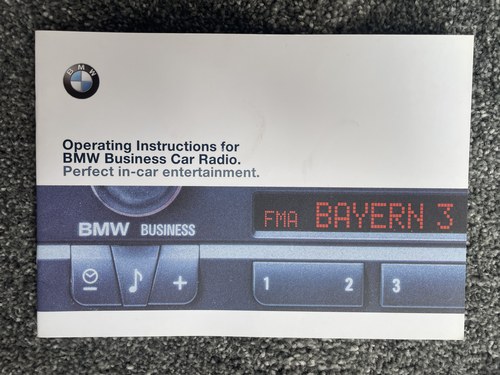 BMW
Operating Instructions for
BMW Business Car Radio.
Perfect in-car entertainment.
FMA BAYERN 3
BMW BUSINESS
+
1 2 3